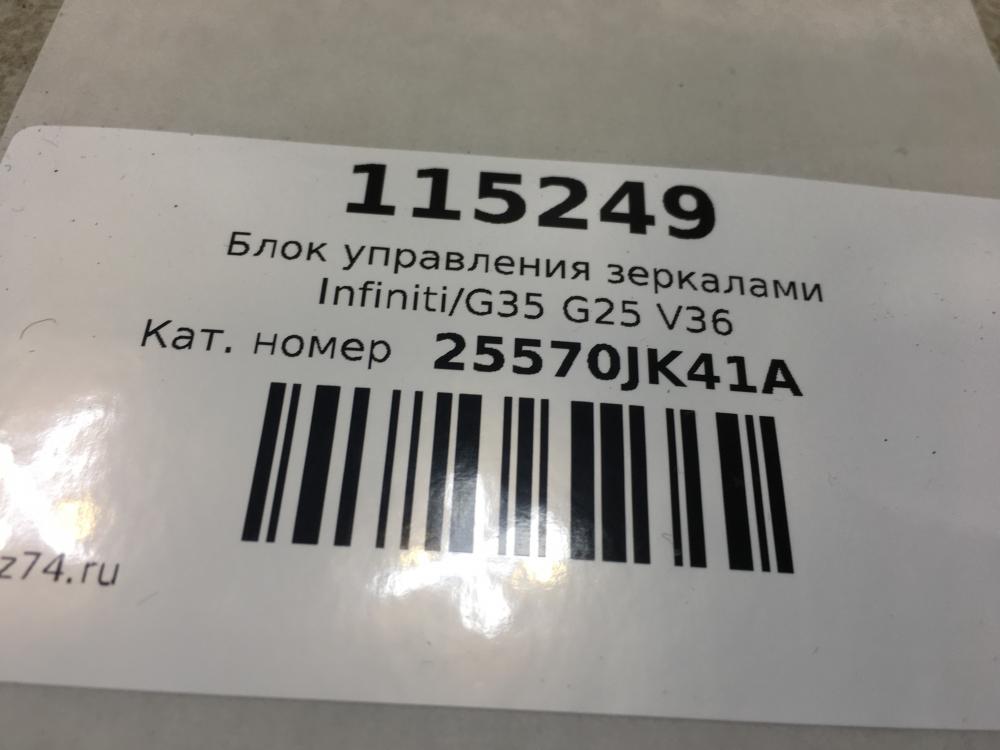 115249
Блок управления зеркалами
Infiniti/G35 G25 V36
Кат. номер 25570JK41A
z74.ru